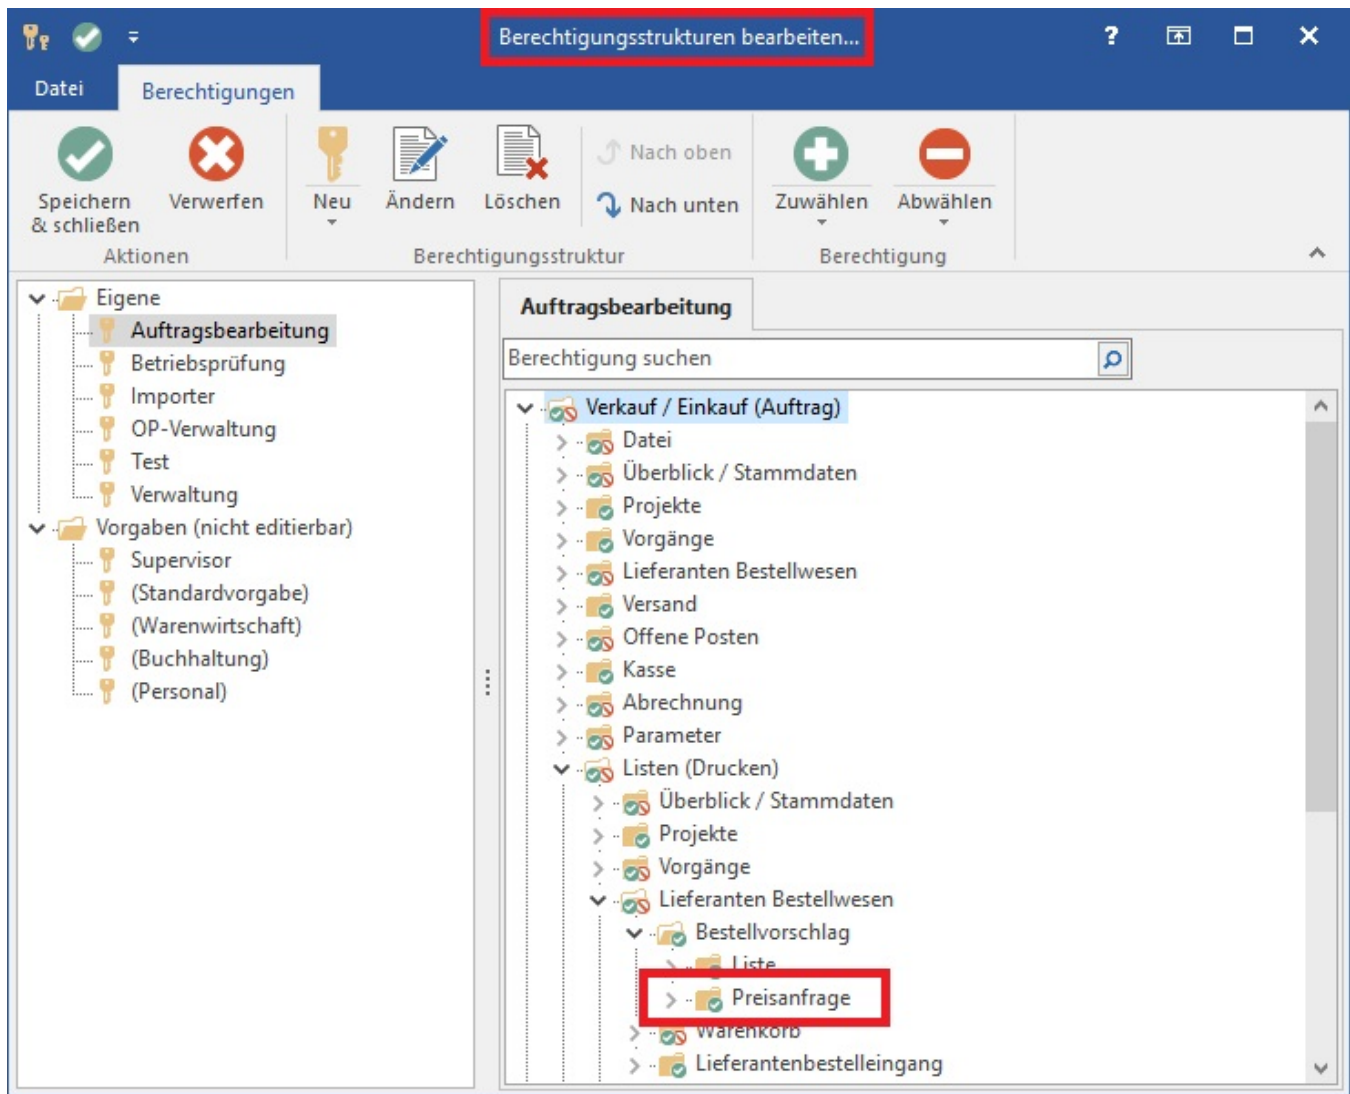 Berechtigungsstrukturen bearbeiten...
?
Datei
Berechtigungen
Speichern & schließen
Verwerfen
Neu
Ändern
Löschen
Nach oben
Nach unten
Zuwählen
Abwählen
Aktionen
Berechtigungsstruktur
Berechtigung
Eigene
Auftragsbearbeitung
Betriebsprüfung
Importer
OP-Verwaltung
Test
Verwaltung
Vorgaben (nicht editierbar)
Supervisor
(Standardvorgabe)
(Warenwirtschaft)
(Buchhaltung)
(Personal)
Auftragsbearbeitung
Berechtigung suchen
Verkauf / Einkauf (Auftrag)
Datei
Überblick / Stammdaten
Projekte
Vorgänge
Lieferanten Bestellwesen
Versand
Offene Posten
Kasse
Abrechnung
Parameter
Listen (Drucken)
Überblick / Stammdaten
Projekte
Vorgänge
Lieferanten Bestellwesen
Bestellvorschlag
Liste
Preisanfrage
Warenkorb
Lieferantenbestelleingang